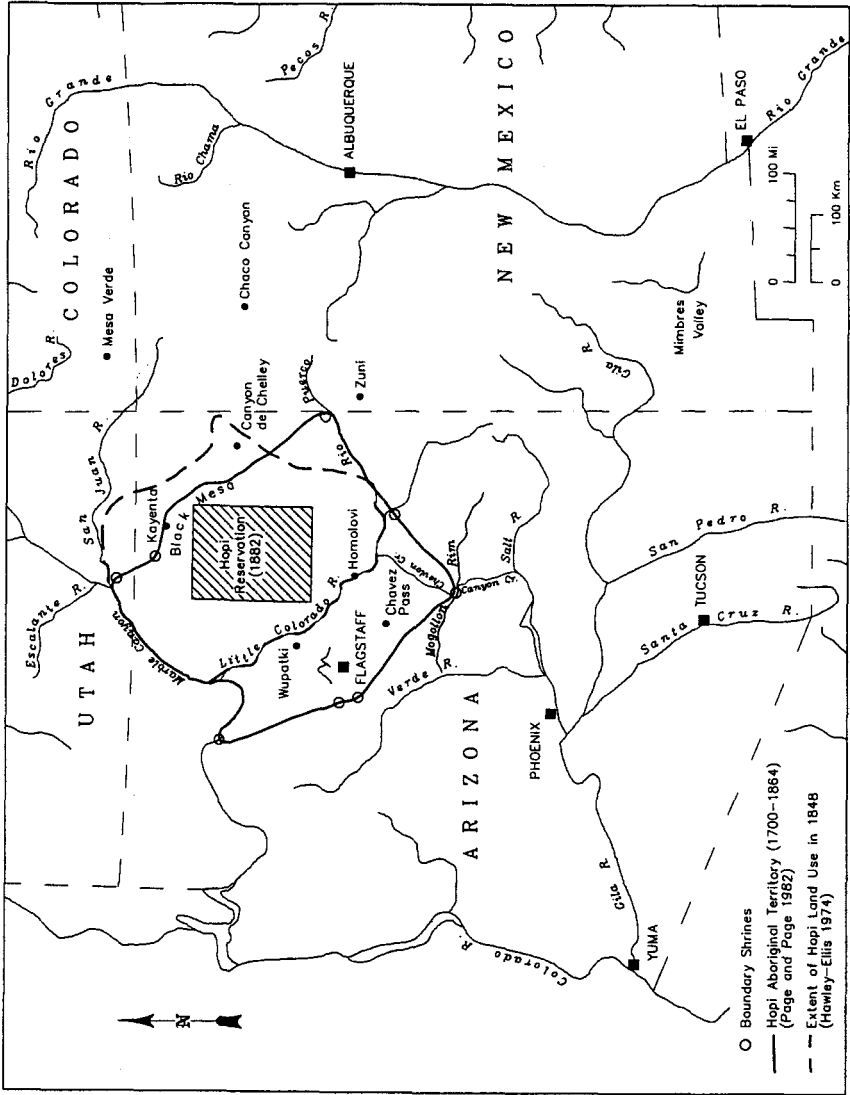 UTAH
COLORADO
ARIZONA
NEW MEXICO
Escalante R.
San Juan R.
Dolores R.
Rio Grande
Rio Chama
Pecos R.
Mesa Verde
Chaco Canyon
Canyon de Chelley
Kayenta
Black Mesa
Marble Canyon
Hopi
Reservation
(1882)
Little Colorado R.
Wupatki
Homolovi
FLAGSTAFF
Chavez
Pass
Chevlon Cr.
Rio Puerco
Zuni
ALBUQUERQUE
Mogollon Rim
Canyon Cr.
Verde R.
Salt R.
PHOENIX
Gila R.
Gila R.
Mimbres
Valley
Rio Grande
EL PASO
San Pedro R.
TUCSON
Santa Cruz R.
Colorado R.
YUMA
N
0 100 Mi
0 100 Km
Boundary Shrines
Hopi Aboriginal Territory (1700–1864)
(Page and Page 1982)
Extent of Hopi Land Use in 1848
(Hawley–Ellis 1974)